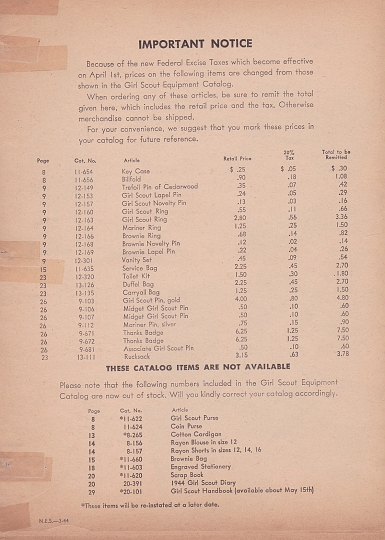 IMPORTANT NOTICE
Because of the new Federal Excise Taxes which become effective
on April 1st, prices on the following items are changed from those
shown in the Girl Scout Equipment Catalog.
When ordering any of these articles, be sure to remit the total
given here, which includes the retail price and the tax. Otherwise
merchandise cannot be shipped.
For your convenience, we suggest that you mark these prices in
your catalog for future reference.
Page Cat. No. Article Retail Price 20% Tax Total to be Remitted
8 11-654 Key Case $ .25 $ .05 $ .30
8 11-656 Billfold .90 .18 1.08
9 12-149 Trefoil Pin of Cedarwood .35 .07 .42
9 12-153 Girl Scout Lapel Pin .24 .05 .29
9 12-157 Girl Scout Novelty Pin .13 .03 .16
9 12-160 Girl Scout Ring .55 .11 .66
9 12-163 Girl Scout Ring 2.80 .56 3.36
9 12-164 Mariner Ring 1.25 .25 1.50
9 12-166 Brownie Ring .68 .14 .82
9 12-168 Brownie Novelty Pin .12 .02 .14
9 12-169 Brownie Lapel Pin .22 .04 .26
9 12-301 Vanity Set .45 .09 .54
15 11-635 Service Bag 2.25 .45 2.70
23 12-320 Toilet Kit 1.50 .30 1.80
23 13-126 Duffel Bag 2.25 .45 2.70
23 13-135 Carryall Bag 1.25 .25 1.50
26 9-103 Girl Scout Pin, gold 4.00 .80 4.80
26 9-106 Midget Girl Scout Pin .50 .10 .60
26 9-107 Midget Girl Scout Pin .50 .10 .60
26 9-112 Mariner Pin, silver .75 .15 .90
26 9-671 Thanks Badge 6.25 1.25 7.50
26 9-672 Thanks Badge 6.25 1.25 7.50
26 9-681 Associate Girl Scout Pin .50 .10 .60
23 13-111 Rucksack 3.15 .63 3.78
THESE CATALOG ITEMS ARE NOT AVAILABLE
Please note that the following numbers included in the Girl Scout Equipment
Catalog are now out of stock. Will you kindly correct your catalog accordingly.
Page Cat. No. Article
8 *11-622 Girl Scout Purse
8 11-624 Coin Purse
13 *8-265 Cotton Cardigan
14 8-156 Rayon Blouse in size 12
14 8-157 Rayon Shorts in sizes 12, 14, 16
15 *11-660 Brownie Bag
18 *11-603 Engraved Stationery
20 *11-620 Scrap Book
20 20-391 1944 Girl Scout Diary
29 *20-101 Girl Scout Handbook (available about May 15th)
*These items will be re-instated at a later date.
N.E.S.—3-44